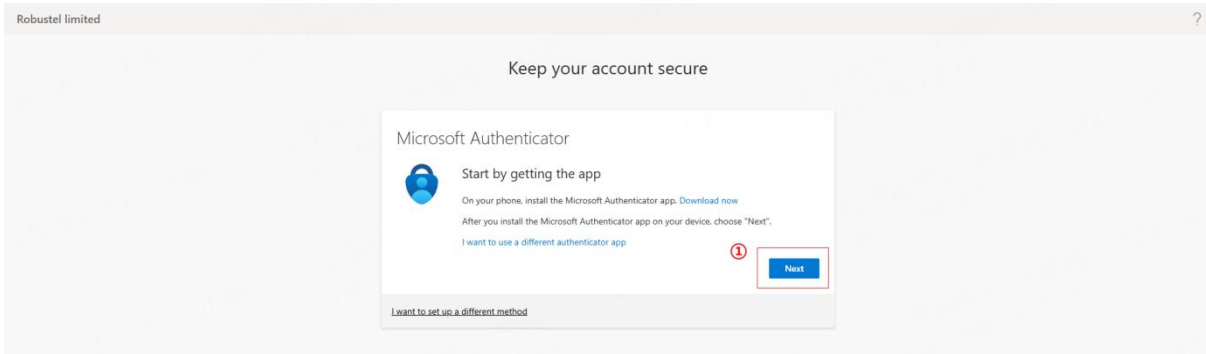 Robustel limited
?
Keep your account secure
Microsoft Authenticator
Start by getting the app
On your phone, install the Microsoft Authenticator app. Download now
After you install the Microsoft Authenticator app on your device, choose "Next".
I want to use a different authenticator app
①
Next
I want to set up a different method